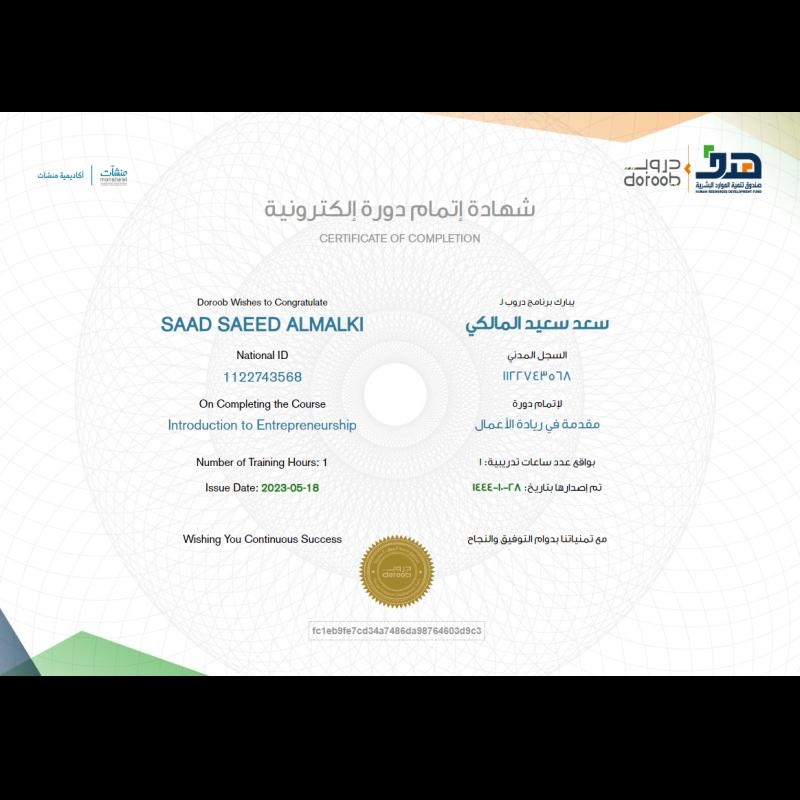 أكاديمية منشآت
منشآت
monsha'at
دروب
doroob
هدف
صندوق تنمية الموارد البشرية
HUMAN RESOURCES DEVELOPMENT FUND
شهادة إتمام دورة إلكترونية
CERTIFICATE OF COMPLETION
Doroob Wishes to Congratulate
SAAD SAEED ALMALKI
National ID
1122743568
On Completing the Course
Introduction to Entrepreneurship
Number of Training Hours: 1
Issue Date: 2023-05-18
Wishing You Continuous Success
يبارك برنامج دروب لـ
سعد سعيد المالكي
السجل المدني
١١٢٢٧٤٣٥٦٨
لإتمام دورة
مقدمة في ريادة الأعمال
بواقع عدد ساعات تدريبية: ١
تم إصدارها بتاريخ: ٢٨-١٠-١٤٤٤
مع تمنياتنا بدوام التوفيق والنجاح
دروب
doroob
fc1eb9fe7cd34a7486da98764603d9c3